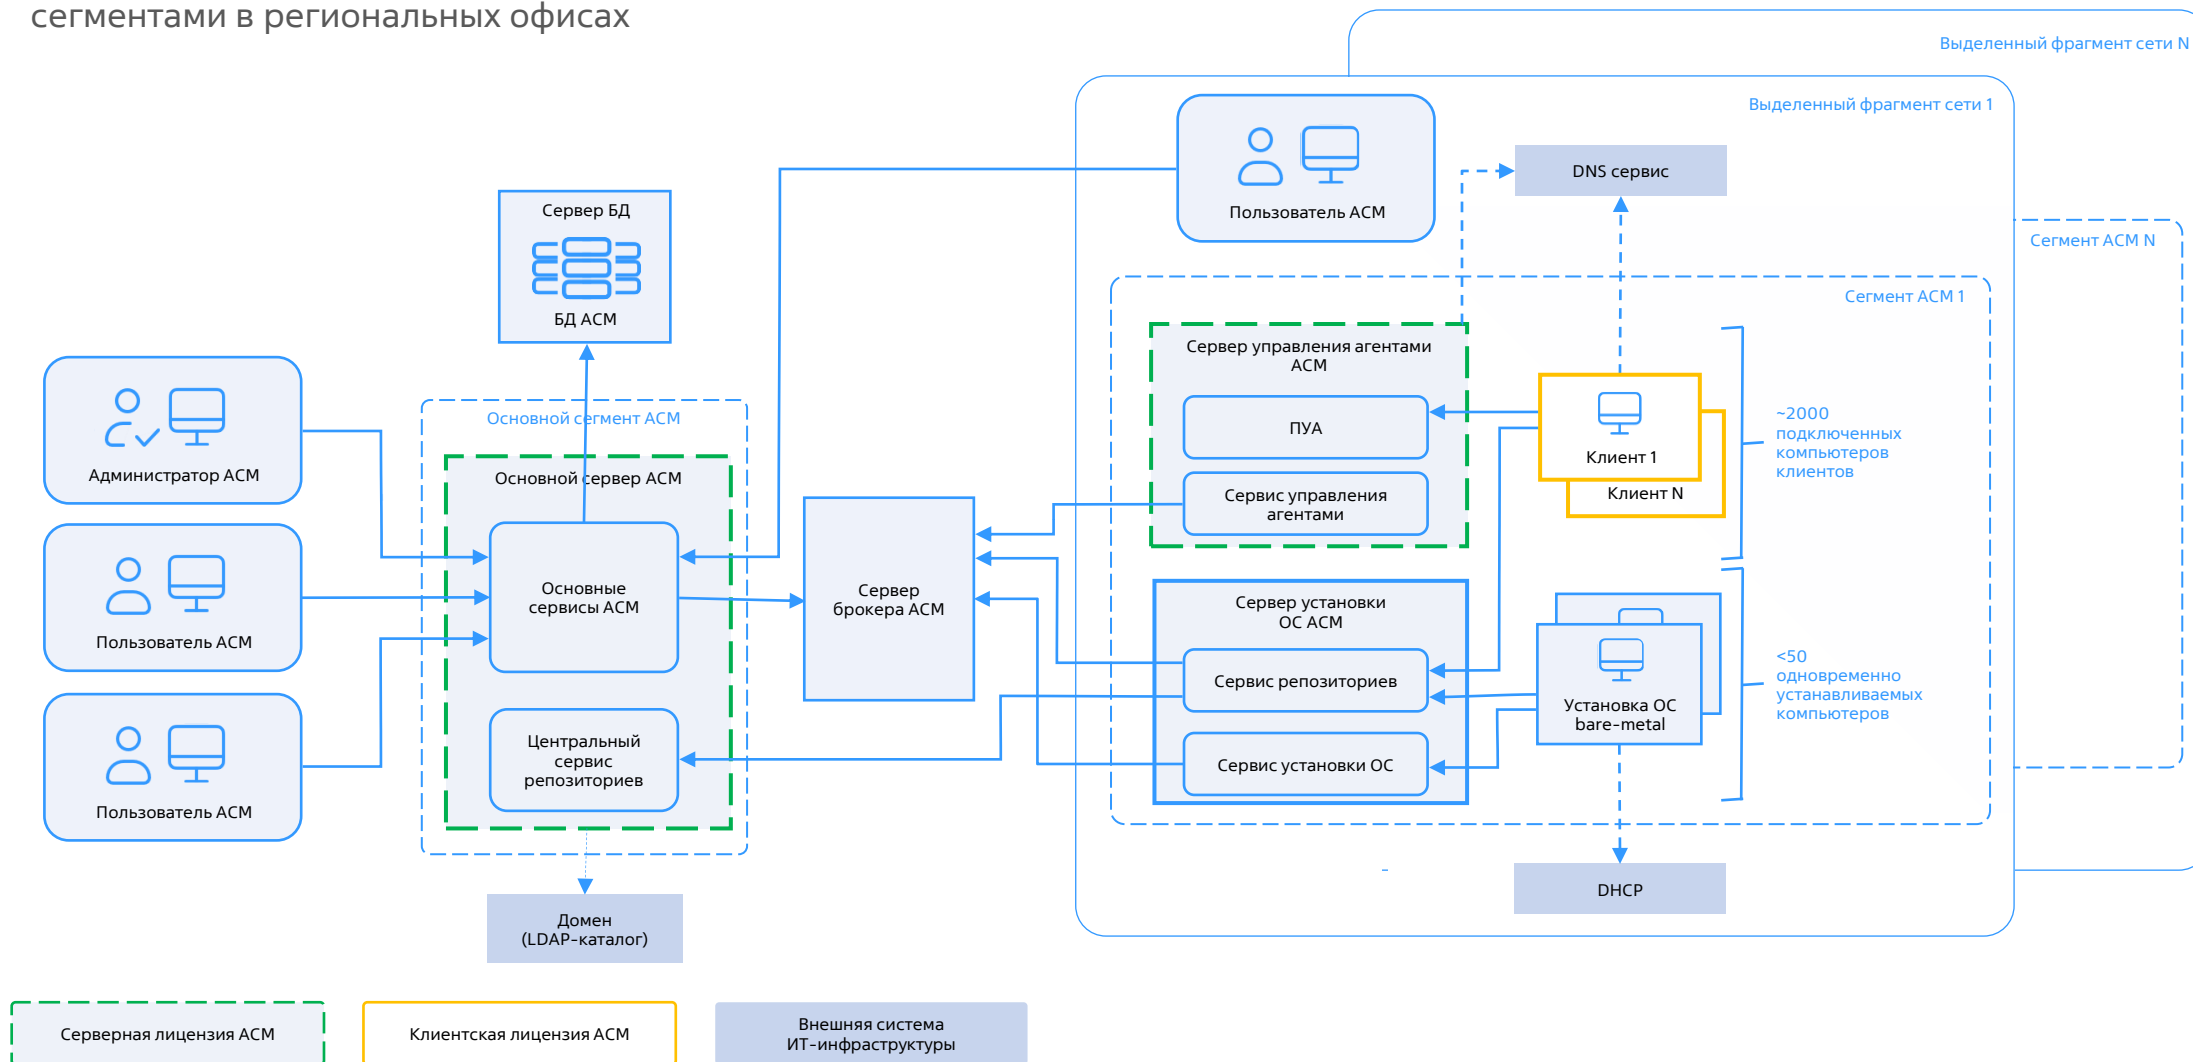 сегментами в региональных офисах
Выделенный фрагмент сети N
Выделенный фрагмент сети 1
Пользователь АСМ
DNS сервис
Сегмент АСМ N
Сегмент АСМ 1
Сервер БД
БД АСМ
Сервер управления агентами
АСМ
ПУА
Сервис управления
агентами
Клиент 1
Клиент N
~2000
подключенных
компьютеров
клиентов
Администратор АСМ
Основной сегмент АСМ
Основной сервер АСМ
Основные
сервисы АСМ
Сервер
брокера АСМ
Пользователь АСМ
Сервер установки
ОС АСМ
Сервис репозиториев
Сервис установки ОС
Установка ОС
bare-metal
<50
одновременно
устанавливаемых
компьютеров
Центральный
сервис
репозиториев
Пользователь АСМ
DHCP
Домен
(LDAP-каталог)
Серверная лицензия АСМ
Клиентская лицензия АСМ
Внешняя система
ИТ-инфраструктуры